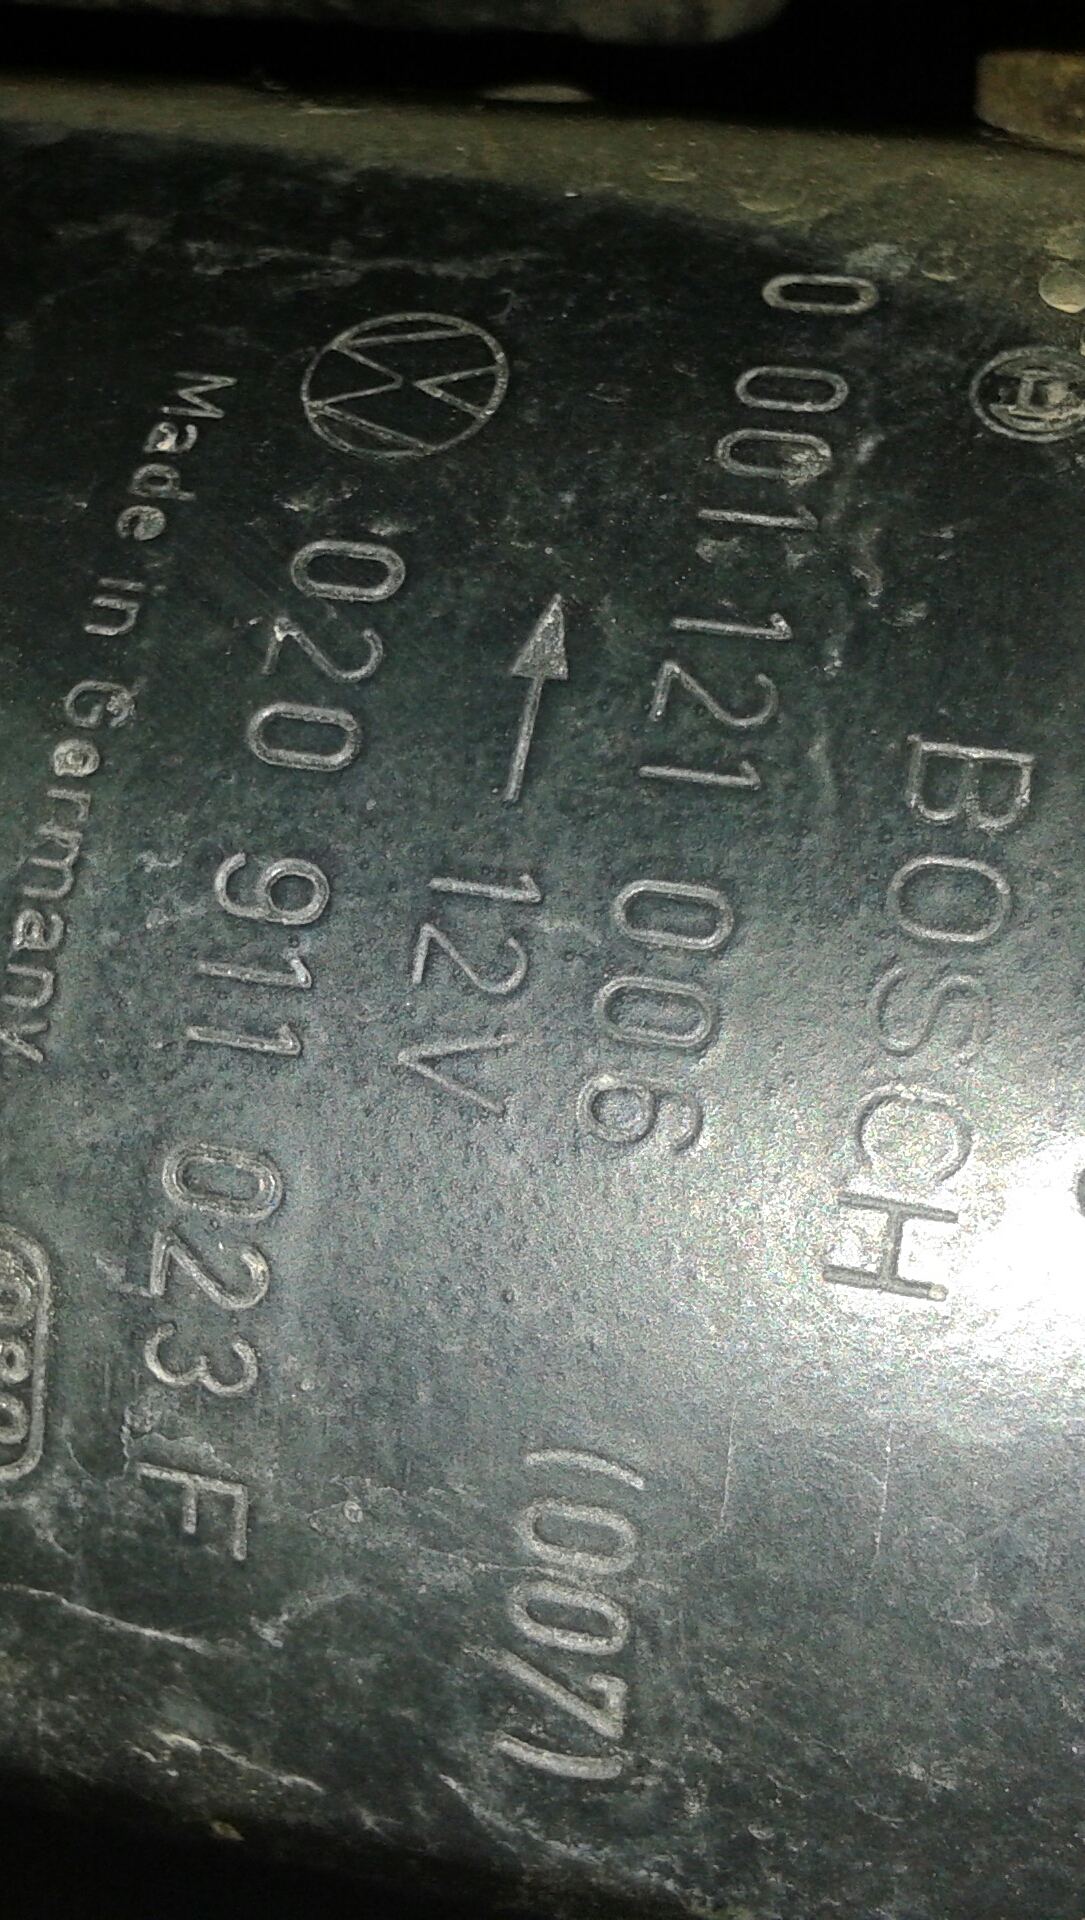 BOSCH
0 001 121 006 (007)
12V
020 911 023 F
Made in Germany